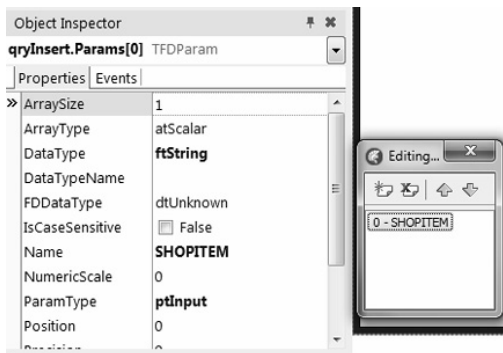 Object Inspector
qryInsert.Params[0] TFDParam
Properties Events
ArraySize 1
ArrayType atScalar
DataType ftString
DataTypeName
FDDataType dtUnknown
IsCaseSensitive False
Name SHOPITEM
NumericScale 0
ParamType ptInput
Position 0
Editing...
0 - SHOPITEM